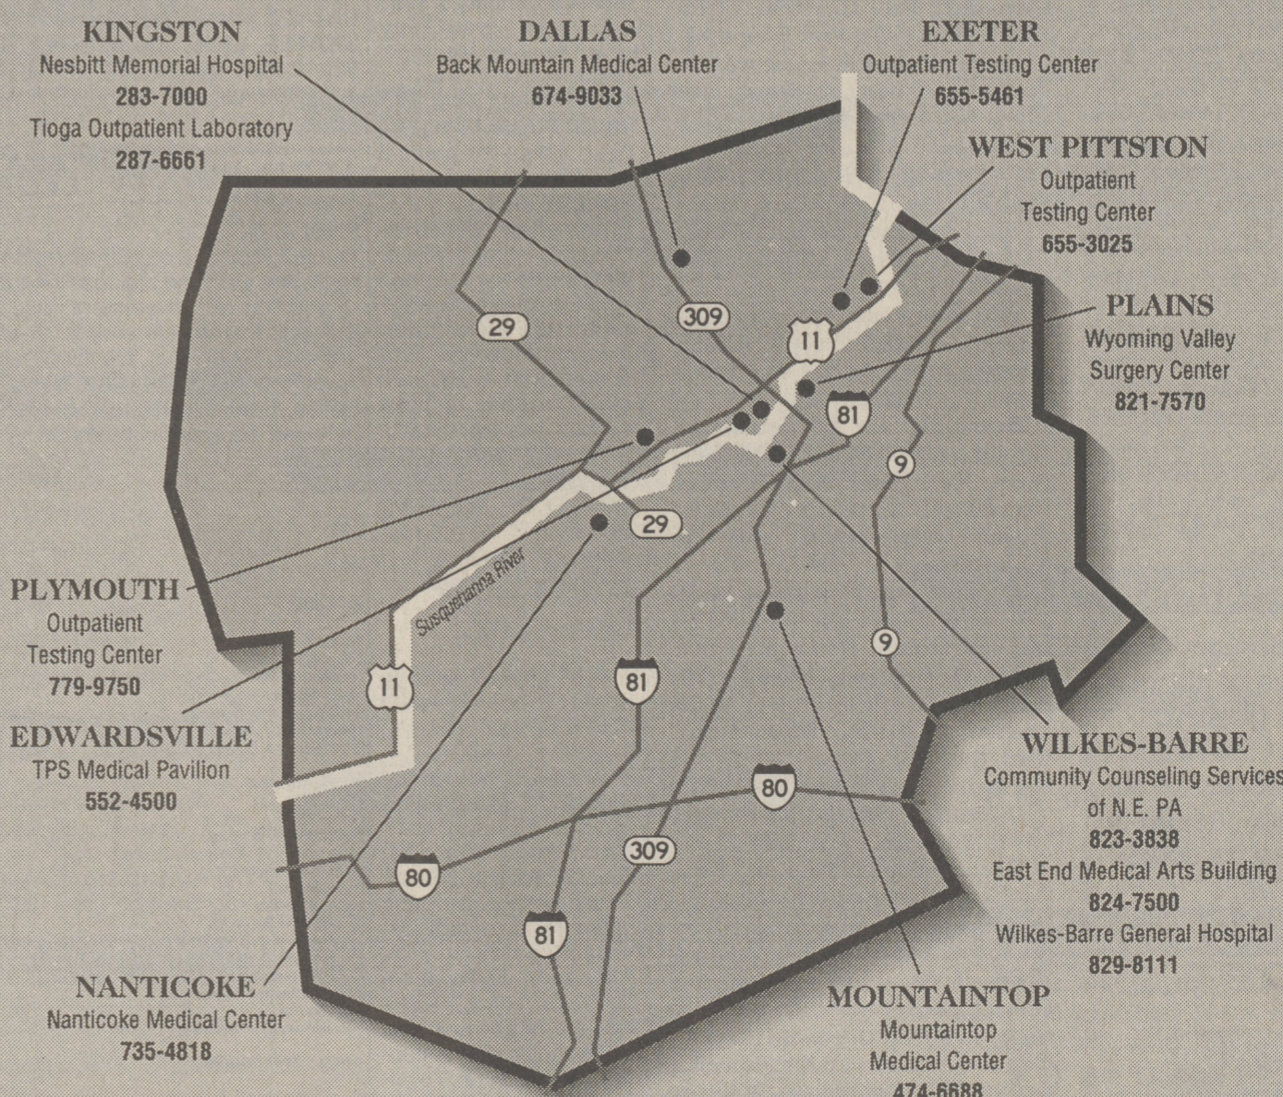 KINGSTON
Nesbitt Memorial Hospital
283-7000
Tioga Outpatient Laboratory
287-6661
DALLAS
Back Mountain Medical Center
674-9033
EXETER
Outpatient Testing Center
655-5461
WEST PITTSTON
Outpatient
Testing Center
655-3025
PLAINS
Wyoming Valley
Surgery Center
821-7570
29
309
11
81
9
29
Susquehanna River
9
11
81
80
309
80
81
PLYMOUTH
Outpatient
Testing Center
779-9750
EDWARDSVILLE
TPS Medical Pavilion
552-4500
WILKES-BARRE
Community Counseling Services
of N.E. PA
823-3838
East End Medical Arts Building
824-7500
Wilkes-Barre General Hospital
829-8111
NANTICOKE
Nanticoke Medical Center
735-4818
MOUNTAINTOP
Mountaintop
Medical Center
474-6688